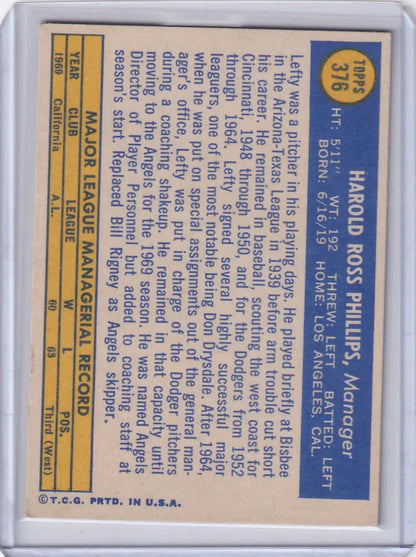 TOPPS
376
HAROLD ROSS PHILLIPS, Manager
HT: 5'11" WT: 192 THREW: LEFT BATTED: LEFT
BORN: 6/16/19 HOME: LOS ANGELES, CAL.
Lefty was a pitcher in his playing days. He played briefly at Bisbee
in the Arizona-Texas League in 1939 before arm trouble cut short
his career. He remained in baseball, scouting the west coast for
Cincinnati, 1948 through 1950, and for the Dodgers from 1952
through 1964. Lefty signed several highly successful major
leaguers, one of the most notable being Don Drysdale. After 1964,
when he was put on special assignments out of the general man-
ager's office, Lefty was put in charge of the Dodger pitchers
during a coaching shakeup. He remained in that capacity until
moving to the Angels for the 1969 season. He was named Angels
Director of Player Personnel but added to coaching staff at
season's start. Replaced Bill Rigney as Angels skipper.
MAJOR LEAGUE MANAGERIAL RECORD
YEAR CLUB LEAGUE W L POS.
1969 California A.L. 60 63 Third (West)
© T.C.G. PRTD. IN U.S.A.